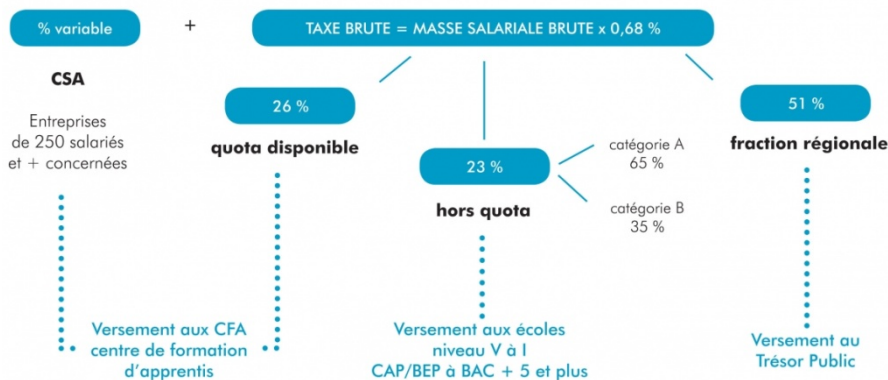 % variable
+
TAXE BRUTE = MASSE SALARIALE BRUTE x 0,68 %
CSA
Entreprises
de 250 salariés
et + concernées
26 %
quota disponible
23 %
hors quota
catégorie A
65 %
catégorie B
35 %
51 %
fraction régionale
Versement aux CFA
centre de formation
d'apprentis
Versement aux écoles
niveau V à I
CAP/BEP à BAC + 5 et plus
Versement au
Trésor Public